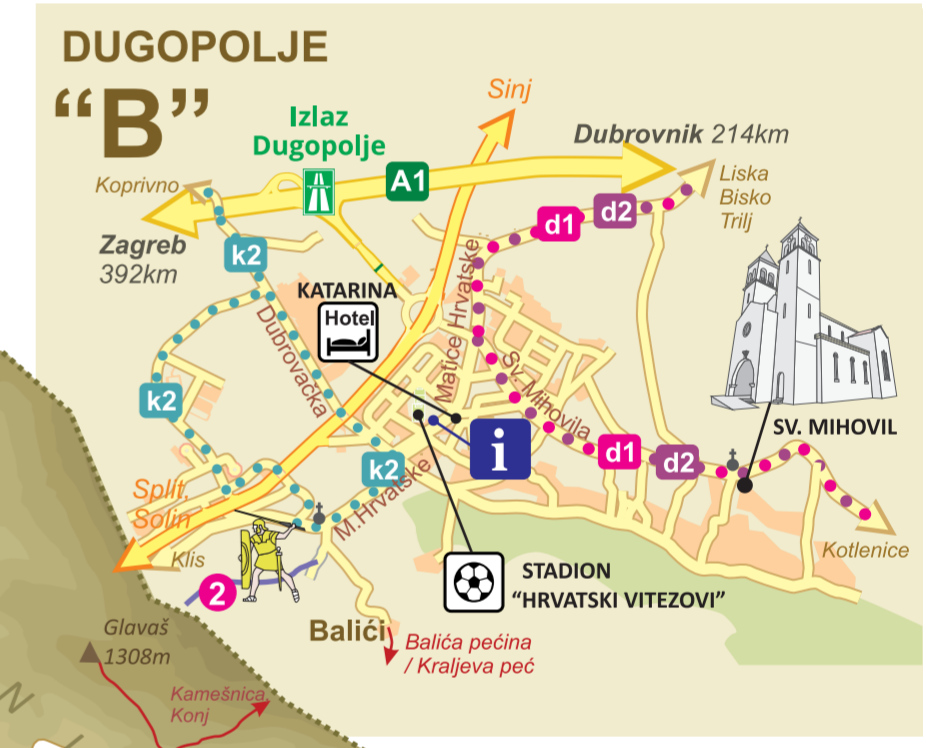 DUGOPOLJE
“B”
Sinj
Izlaz
Dugopolje
Dubrovnik 214km
A1
Koprivno
Liska
Bisko
Trilj
d1
d2
Zagreb
392km
k2
KATARINA
Hotel
Matice Hrvatske
Dubrovačka
Sv. Mihovila
k2
i
SV. MIHOVIL
d1
d2
k2
M.Hrvatske
Split,
Solin
Klis
Kotlenice
2
STADION
“HRVATSKI VITEZOVI”
Balići
Balića pećina
/ Kraljeva peć
Glavaš
1308m
Kamešnica
Konj